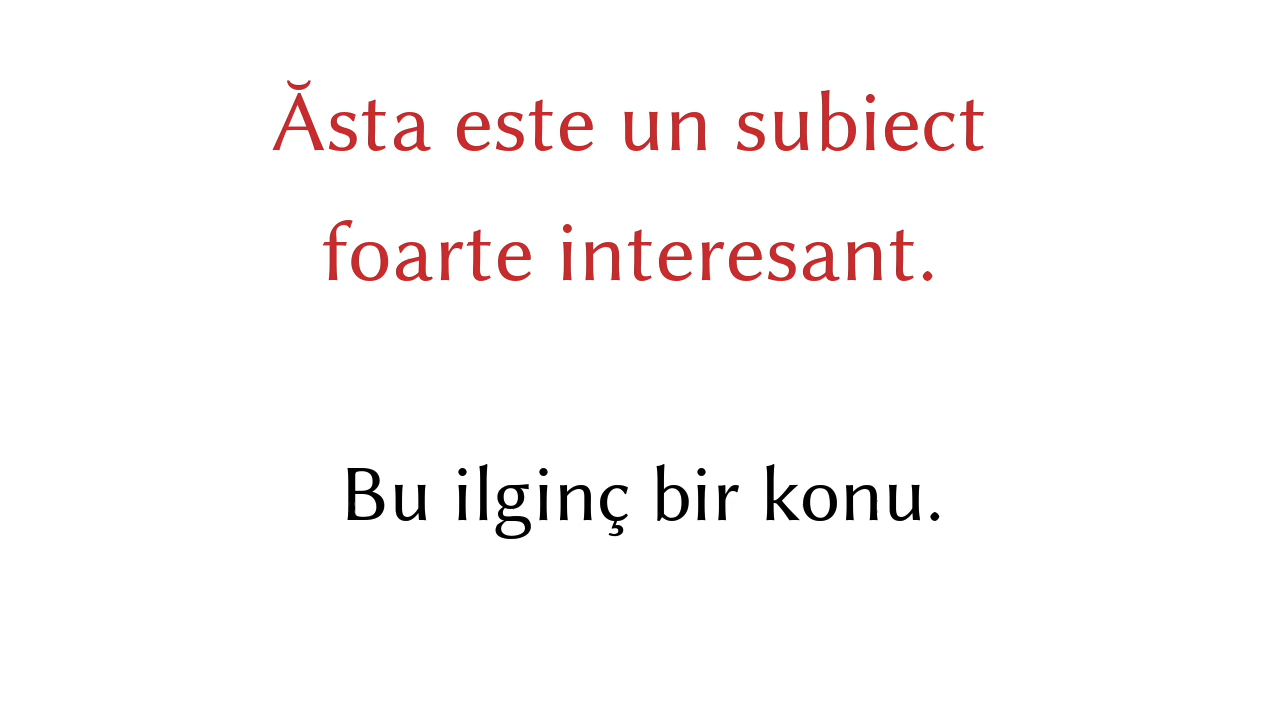 Ăsta este un subiect
foarte interesant.
Bu ilginç bir konu.